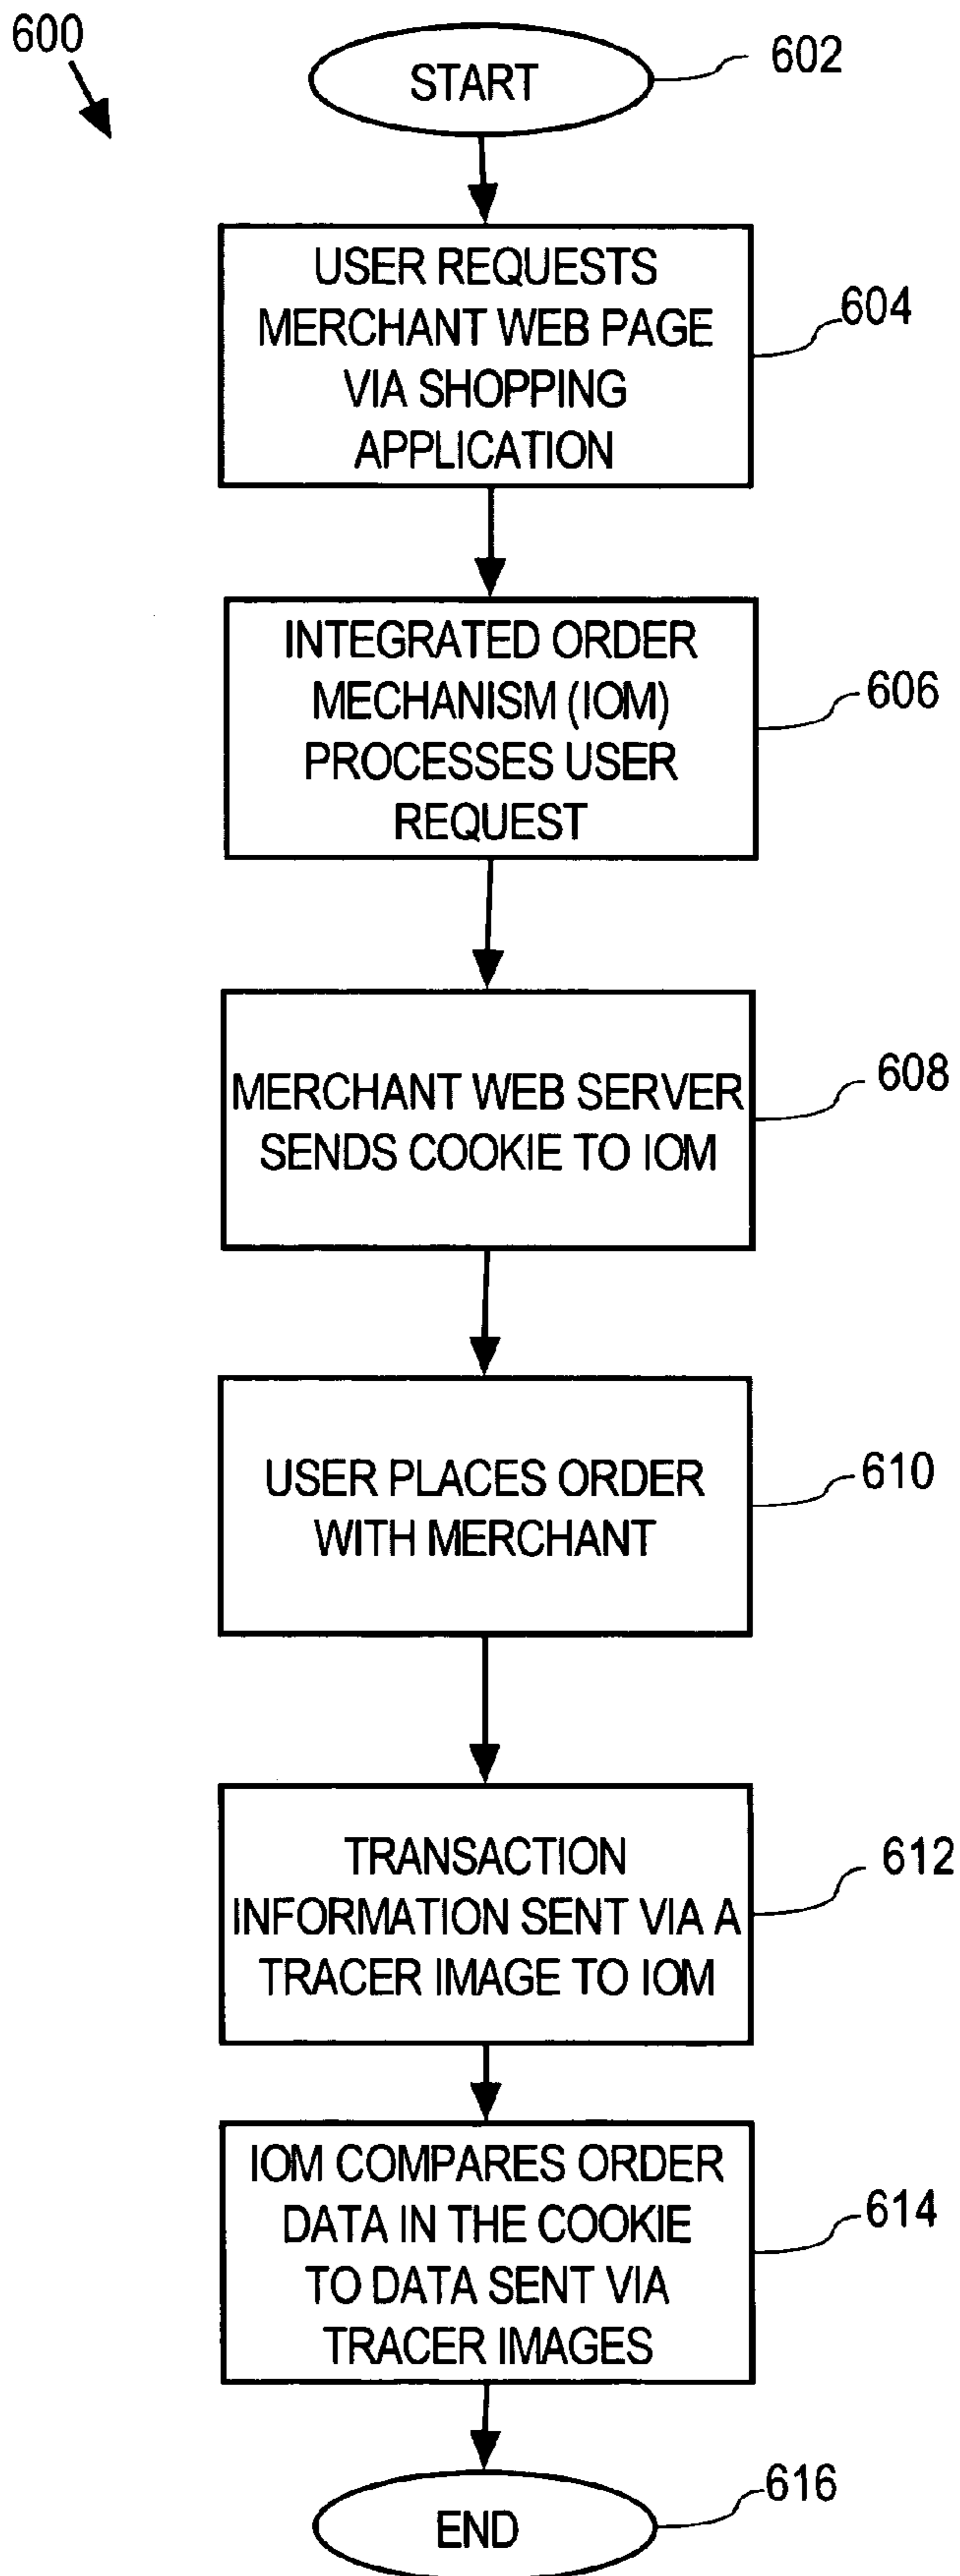 600
START
602
USER REQUESTS
MERCHANT WEB PAGE
VIA SHOPPING
APPLICATION
604
INTEGRATED ORDER
MECHANISM (IOM)
PROCESSES USER
REQUEST
606
MERCHANT WEB SERVER
SENDS COOKIE TO IOM
608
USER PLACES ORDER
WITH MERCHANT
610
TRANSACTION
INFORMATION SENT VIA A
TRACER IMAGE TO IOM
612
IOM COMPARES ORDER
DATA IN THE COOKIE
TO DATA SENT VIA
TRACER IMAGES
614
END
616